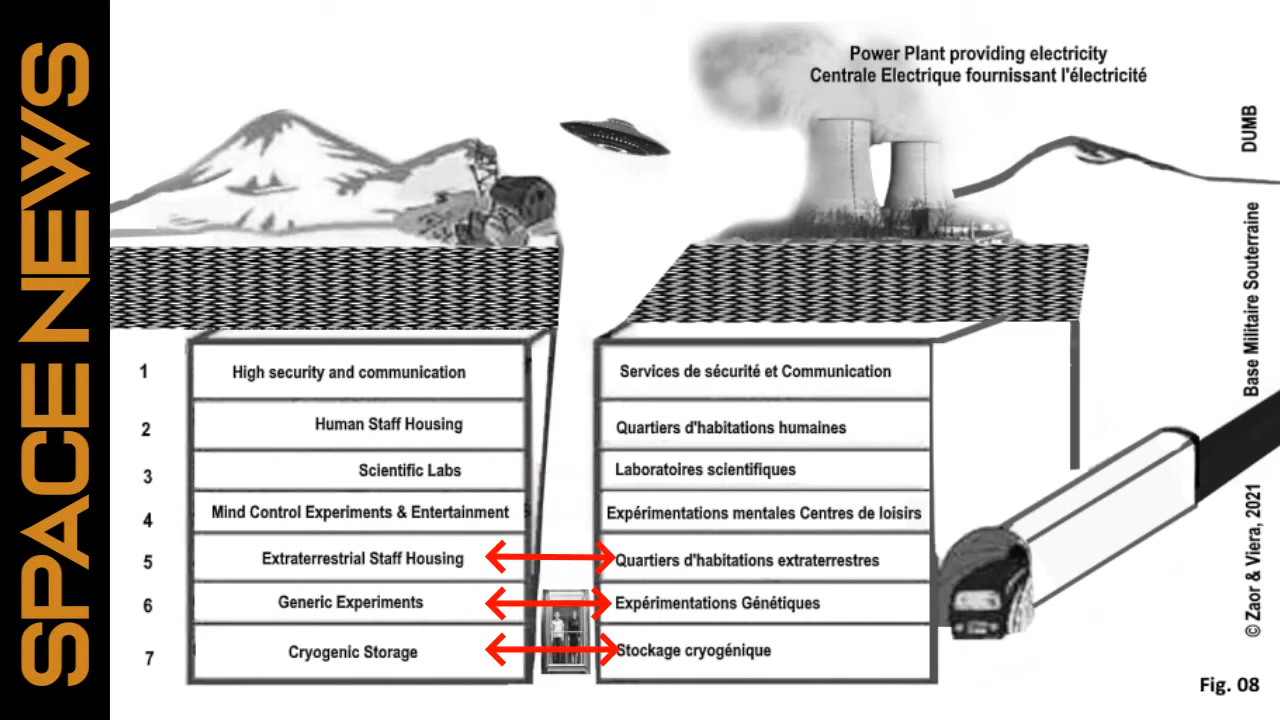 SPACE NEWS
Power Plant providing electricity
Centrale Electrique fournissant l'électricité
1
High security and communication
Services de sécurité et Communication
2
Human Staff Housing
Quartiers d'habitations humaines
3
Scientific Labs
Laboratoires scientifiques
4
Mind Control Experiments & Entertainment
Expérimentations mentales Centres de loisirs
5
Extraterrestrial Staff Housing
Quartiers d'habitations extraterrestres
6
Generic Experiments
Expérimentations Génétiques
7
Cryogenic Storage
Stockage cryogénique
© Zaor & Viera, 2021 Base Militaire Souterraine DUMB
Fig. 08